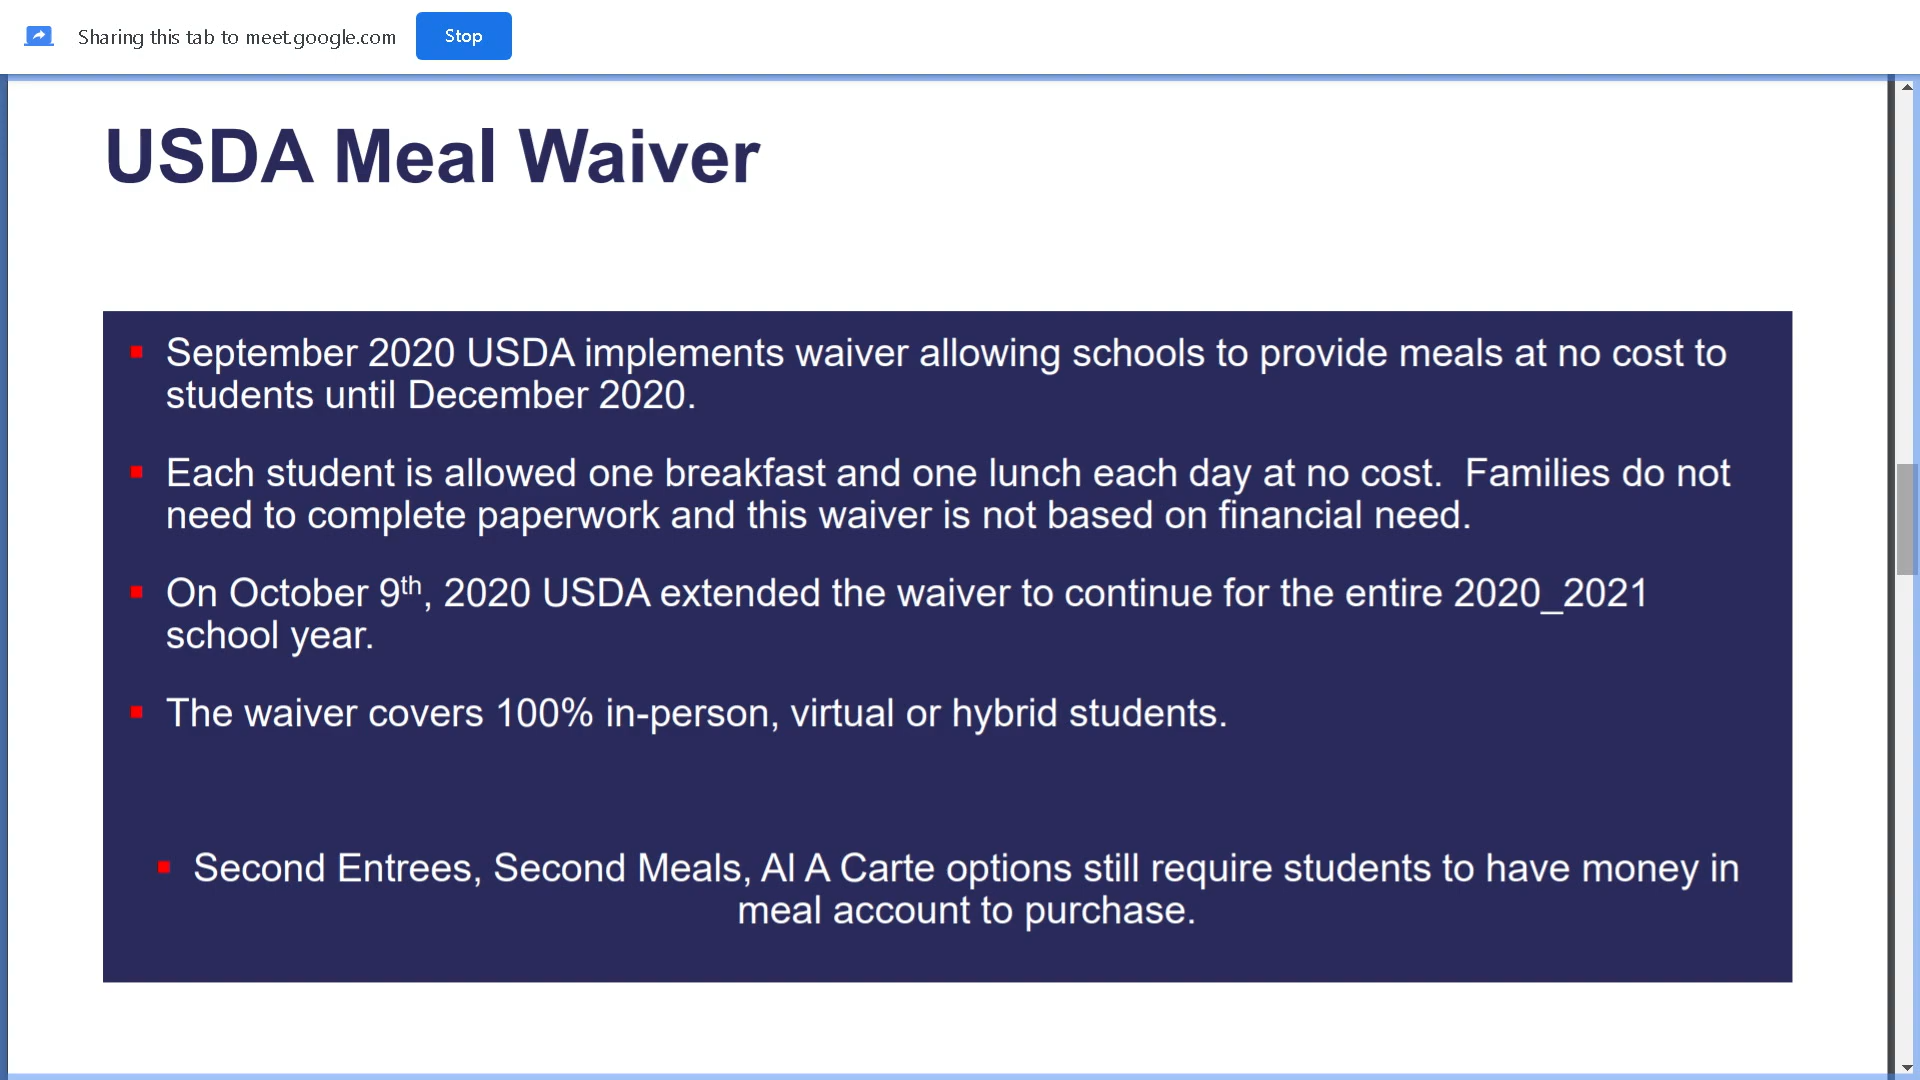 Sharing this tab to meet.google.com
Stop
USDA Meal Waiver
September 2020 USDA implements waiver allowing schools to provide meals at no cost to
students until December 2020.
Each student is allowed one breakfast and one lunch each day at no cost.  Families do not
need to complete paperwork and this waiver is not based on financial need.
On October 9th, 2020 USDA extended the waiver to continue for the entire 2020_2021
school year.
The waiver covers 100% in-person, virtual or hybrid students.
Second Entrees, Second Meals, Al A Carte options still require students to have money in
meal account to purchase.